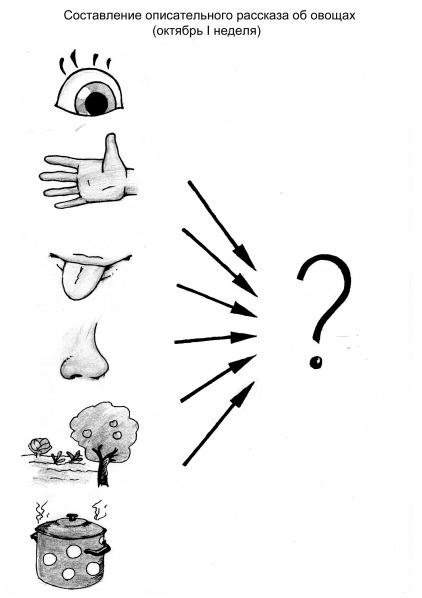 Составление описательного рассказа об овощах
(октябрь I неделя)
?